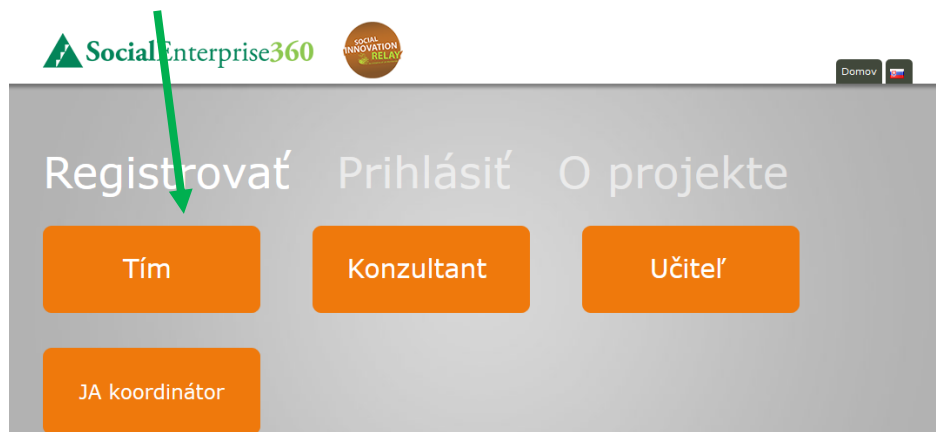 SocialEnterprise360
SOCIAL INNOVATION RELAY
Domov
Registrovať Prihlásiť O projekte
Tím Konzultant Učiteľ
JA koordinátor